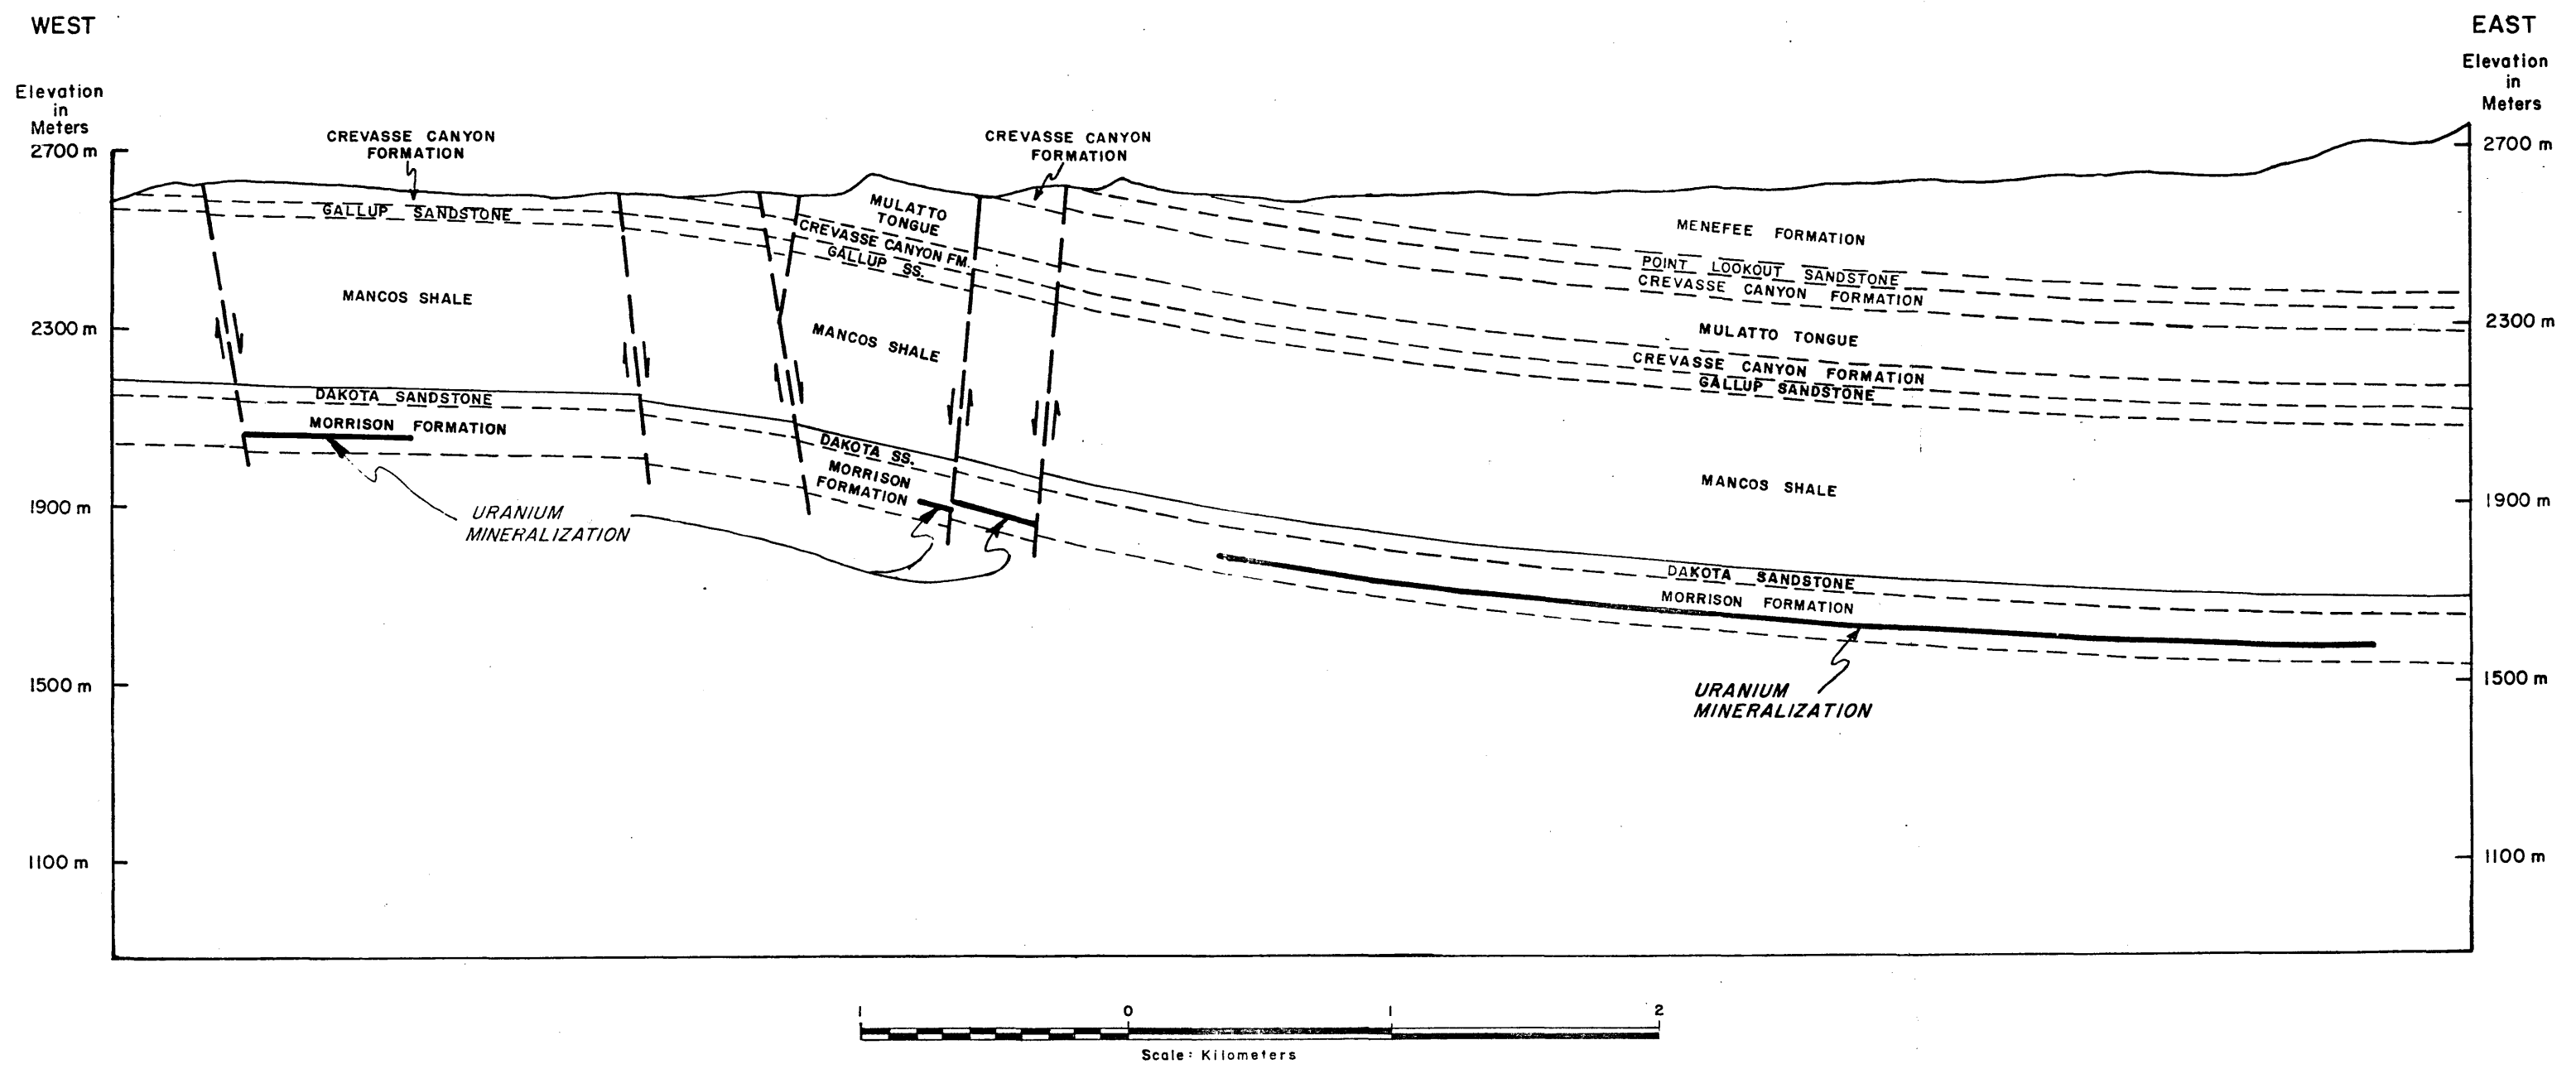 WEST
EAST
Elevation
in
Meters
Elevation
in
Meters
2700 m
2300 m
1900 m
1500 m
1100 m
2700 m
2300 m
1900 m
1500 m
1100 m
CREVASSE CANYON
FORMATION
GALLUP SANDSTONE
MANCOS SHALE
DAKOTA SANDSTONE
MORRISON FORMATION
URANIUM
MINERALIZATION
CREVASSE CANYON
FORMATION
MULATTO
TONGUE
CREVASSE CANYON FM.
GALLUP SS.
MANCOS SHALE
DAKOTA SS.
MORRISON
FORMATION
MENEFEE FORMATION
POINT LOOKOUT SANDSTONE
CREVASSE CANYON FORMATION
MULATTO TONGUE
CREVASSE CANYON FORMATION
GALLUP SANDSTONE
MANCOS SHALE
DAKOTA SANDSTONE
MORRISON FORMATION
URANIUM
MINERALIZATION
1 0 1 2
Scale: Kilometers